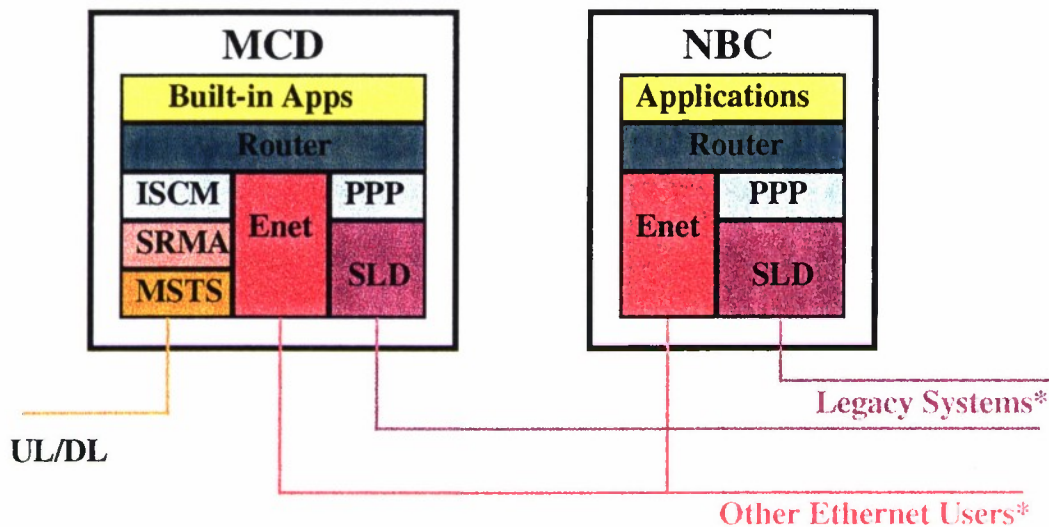 MCD
Built-in Apps
Router
ISCM
Enet
PPP
SRMA
SLD
MSTS
NBC
Applications
Router
Enet
PPP
SLD
Legacy Systems*
UL/DL
Other Ethernet Users*